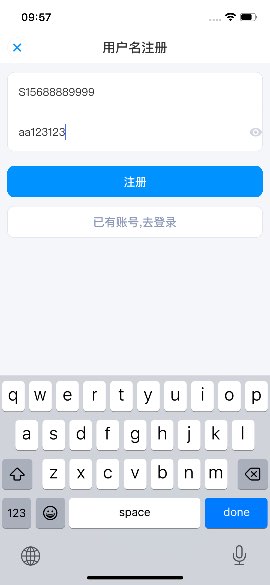 09:57
用户名注册
S15688889999
aa123123
注册
已有账号,去登录
q w e r t y u i o p
a s d f g h j k l
z x c v b n m
123 space done